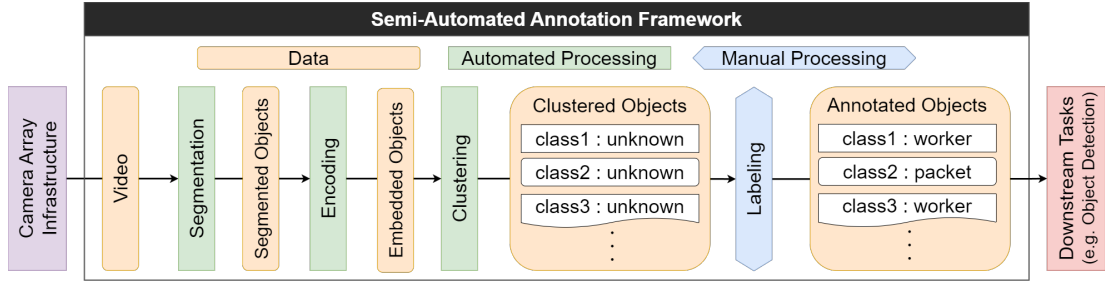 Semi-Automated Annotation Framework
Data
Automated Processing
Manual Processing
Camera Array
Infrastructure
Video
Segmentation
Segmented Objects
Encoding
Embedded Objects
Clustering
Clustered Objects
class1 : unknown
class2 : unknown
class3 : unknown
Labeling
Annotated Objects
class1 : worker
class2 : packet
class3 : worker
Downstream Tasks
(e.g. Object Detection)